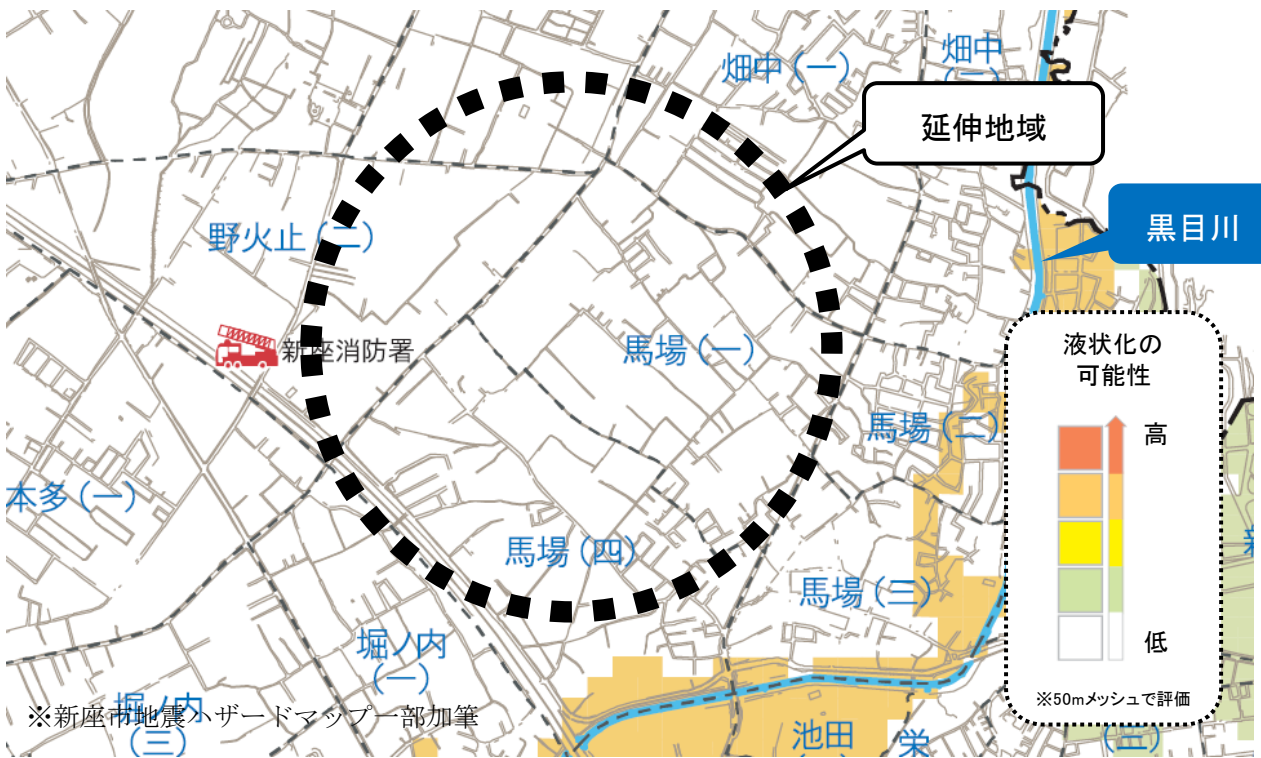 畑中(一)
畑中
延伸地域
黒目川
野火止(二)
新座消防署
馬場(一)
液状化の
可能性
高
低
※50mメッシュで評価
馬場(二)
本多(一)
馬場(四)
馬場(三)
堀ノ内
(一)
堀ノ内
(三)
※新座市地震ハザードマップ一部加筆
池田
栄
(三)
新